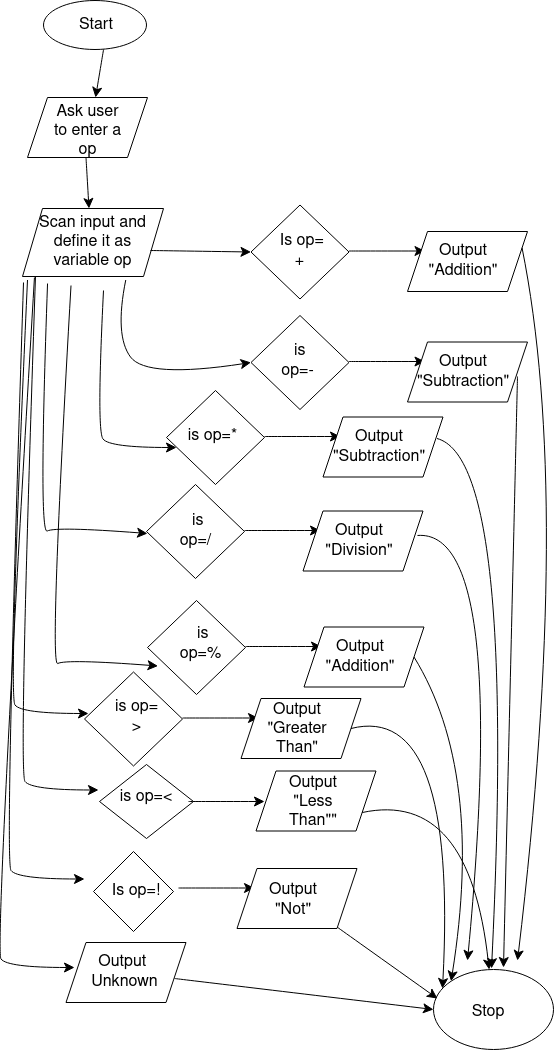 Start
Ask user
to enter a
op
Scan input and
define it as
variable op
Is op=
+
Output
"Addition"
is
op=-
Output
"Subtraction"
is op=*
Output
"Subtraction"
is
op=/
Output
"Division"
is
op=%
Output
"Addition"
is op=
>
Output
"Greater
Than"
is op=<
Output
"Less
Than""
Is op=!
Output
"Not"
Output
Unknown
Stop